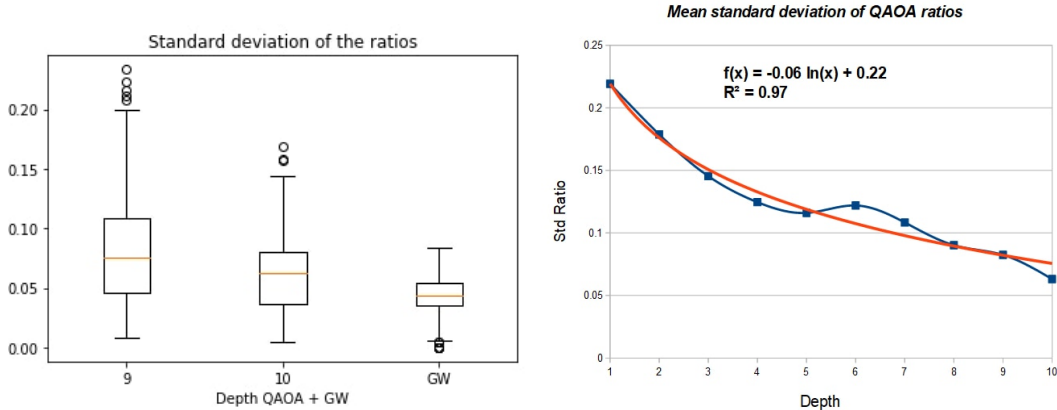 Standard deviation of the ratios
0.20
0.15
0.10
0.05
0.00
9 10 GW
Depth QAOA + GW
Mean standard deviation of QAOA ratios
0.25
0.2
0.15
0.1
0.05
0
Std Ratio
f(x) = -0.06 ln(x) + 0.22
R² = 0.97
1 2 3 4 5 6 7 8 9 10
Depth